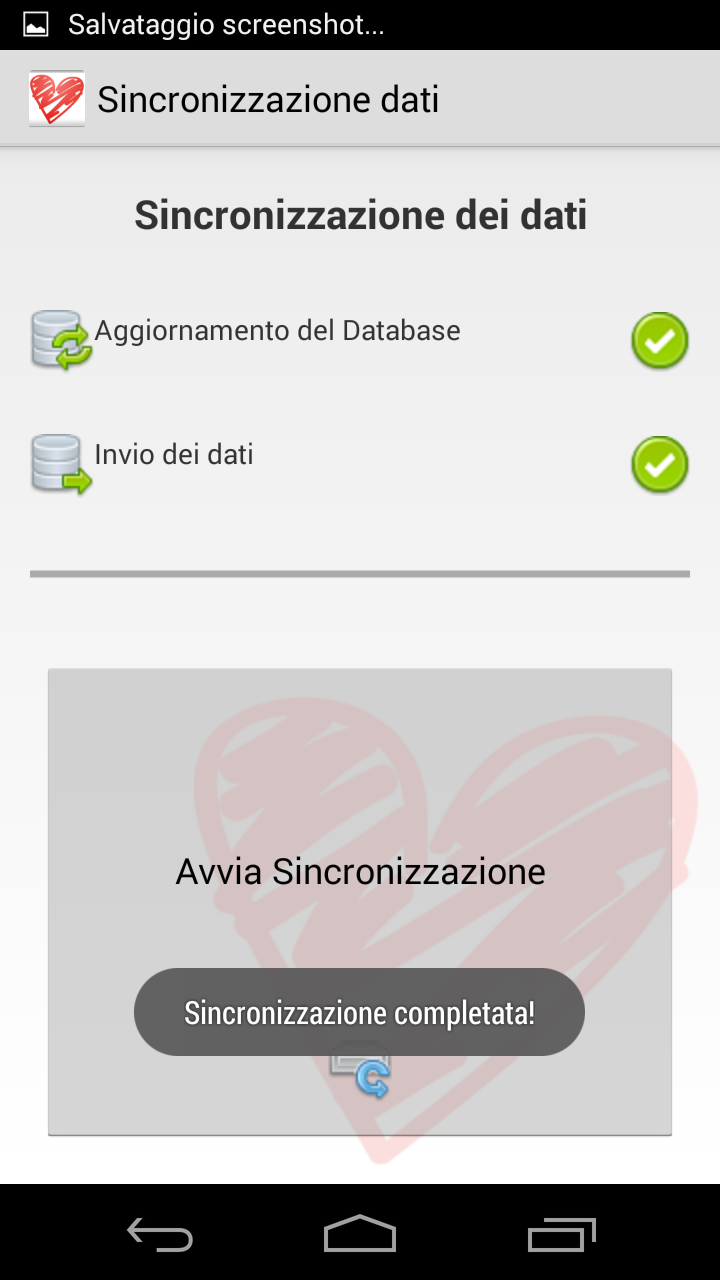 Salvataggio screenshot...
Sincronizzazione dati
Sincronizzazione dei dati
Aggiornamento del Database
Invio dei dati
Avvia Sincronizzazione
Sincronizzazione completata!